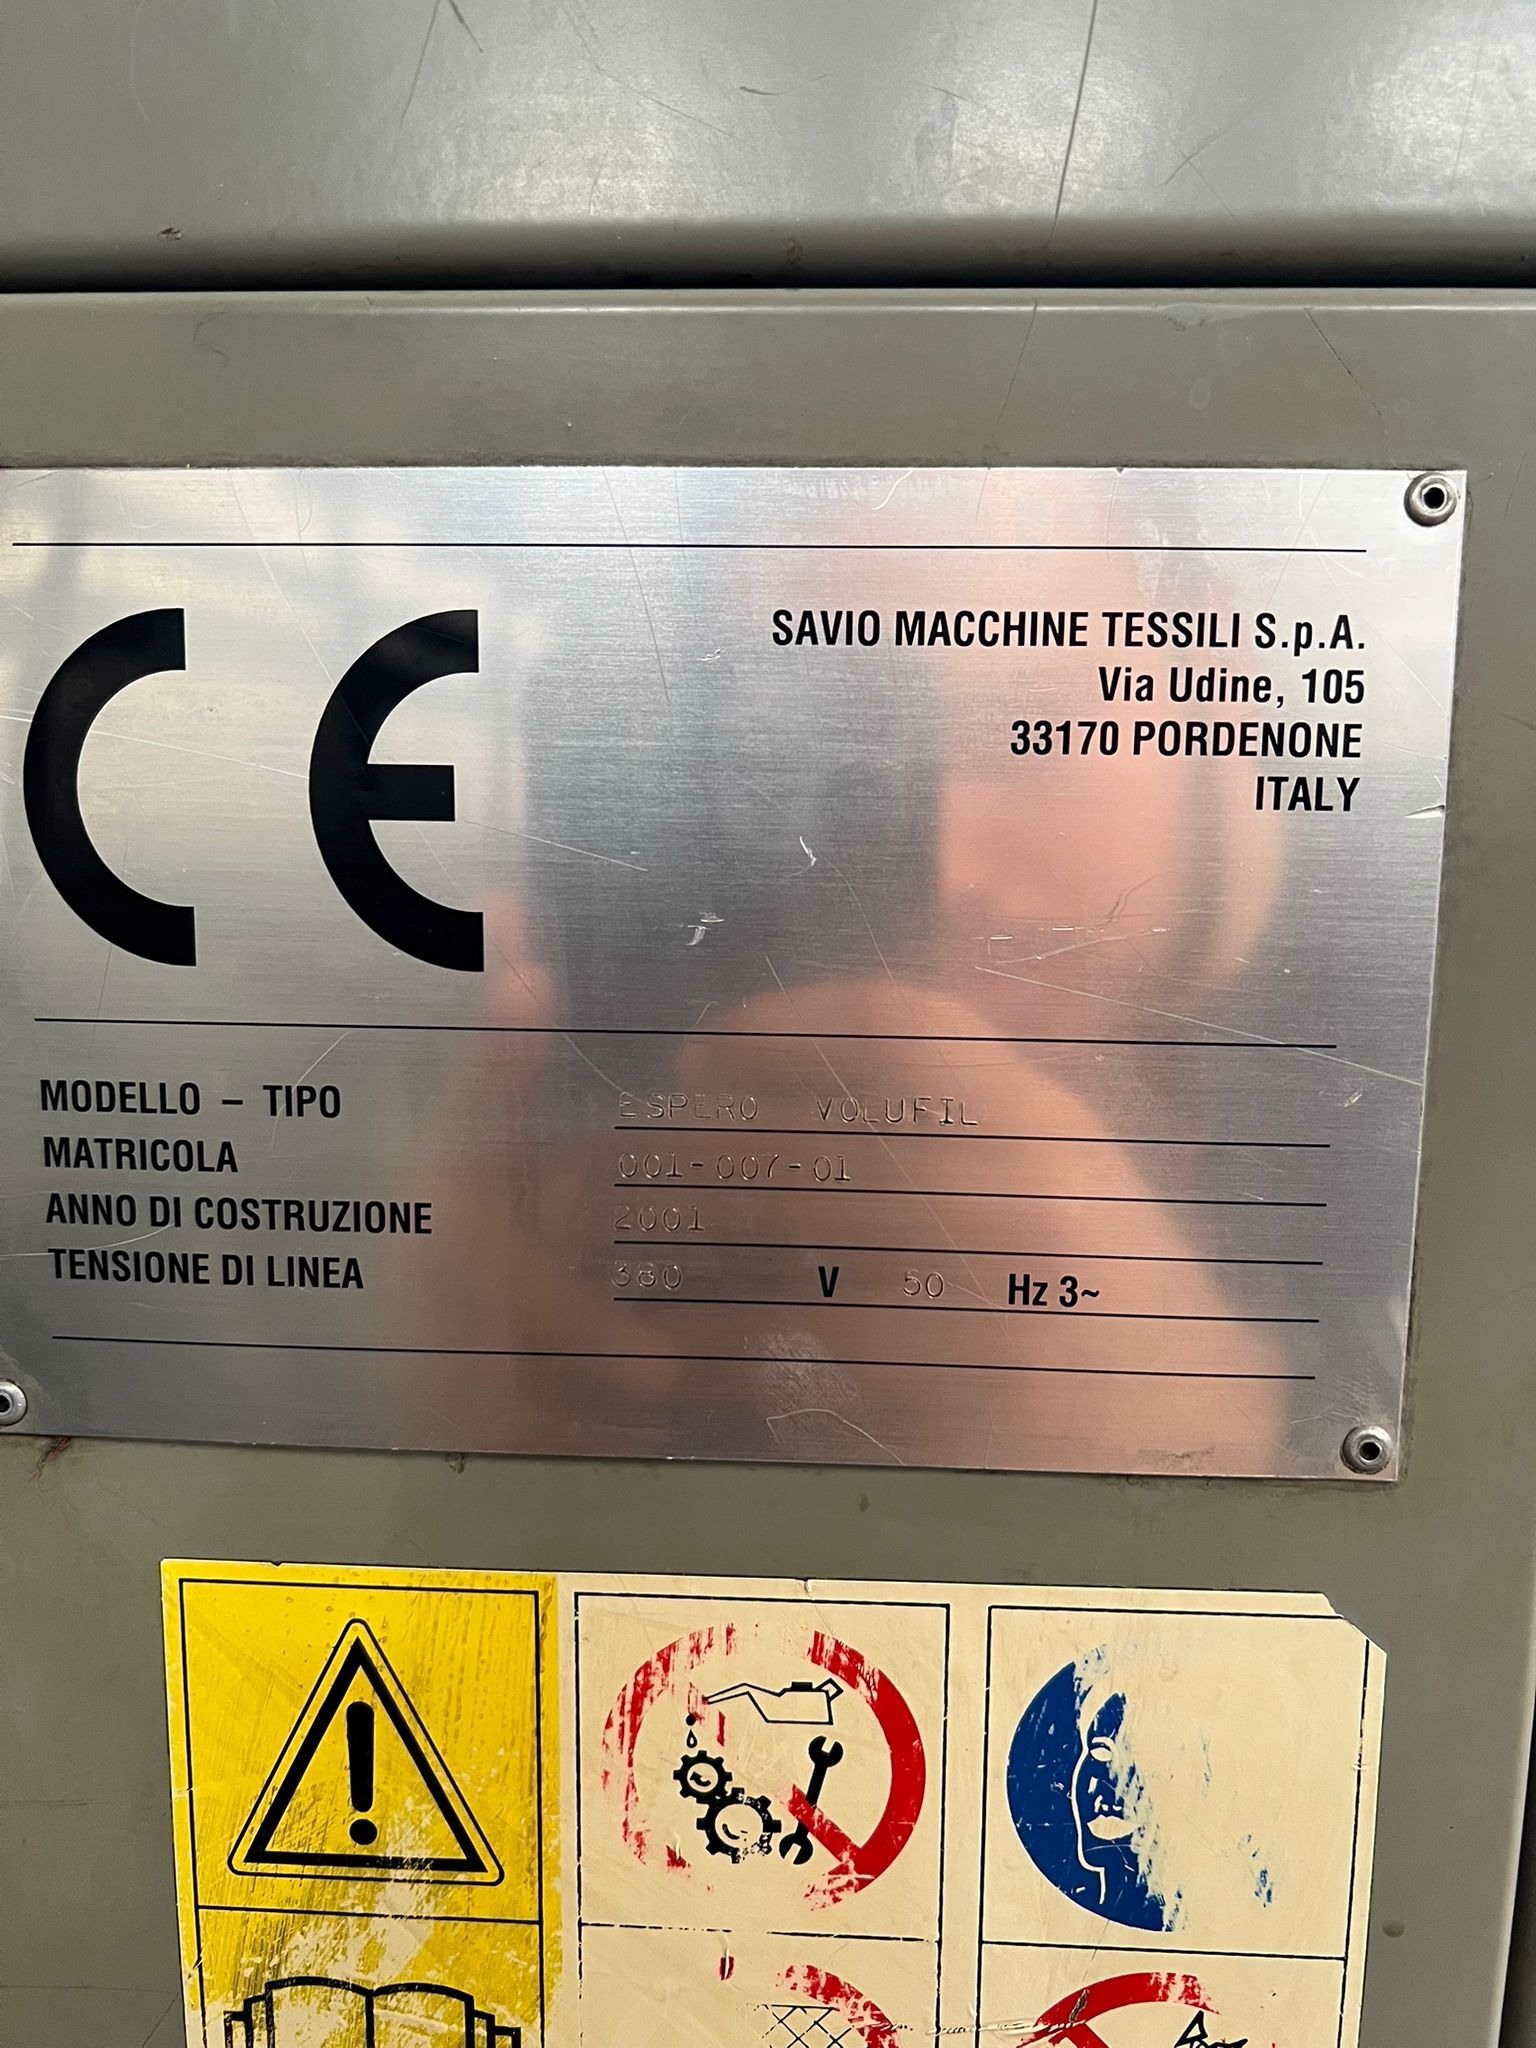 CE
SAVIO MACCHINE TESSILI S.p.A.
Via Udine, 105
33170 PORDENONE
ITALY
MODELLO - TIPO ESPERO VOLUFIL
MATRICOLA 001-007-01
ANNO DI COSTRUZIONE 2001
TENSIONE DI LINEA 380 V 50 Hz 3~